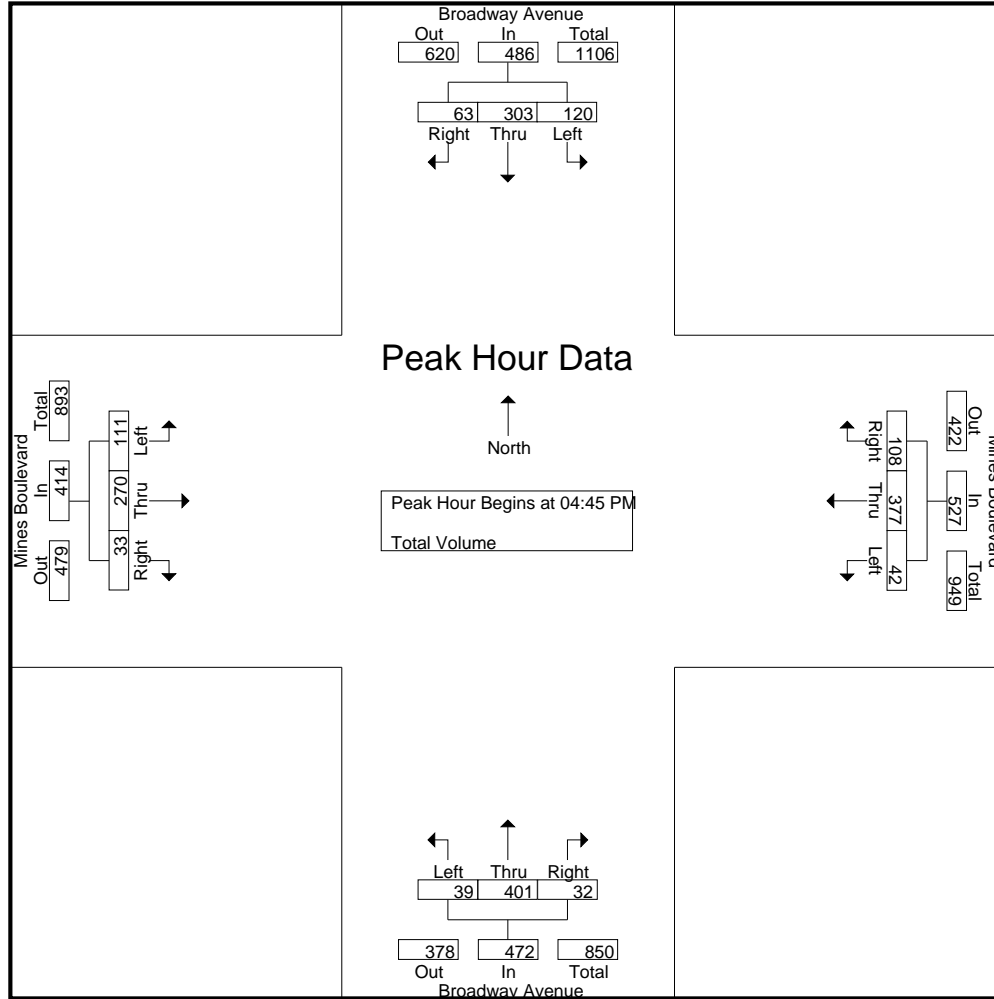 Broadway Avenue
Out In Total
620 486 1106
63 303 120
Right Thru Left
Peak Hour Data
North
Peak Hour Begins at 04:45 PM
Total Volume
Mines Boulevard
Total In Out
893 414 479
111 270 33
Left Thru Right
Mines Boulevard
Out In Total
422 527 949
Right Thru Left
108 377 42
Left Thru Right
39 401 32
378 472 850
Out In Total
Broadway Avenue